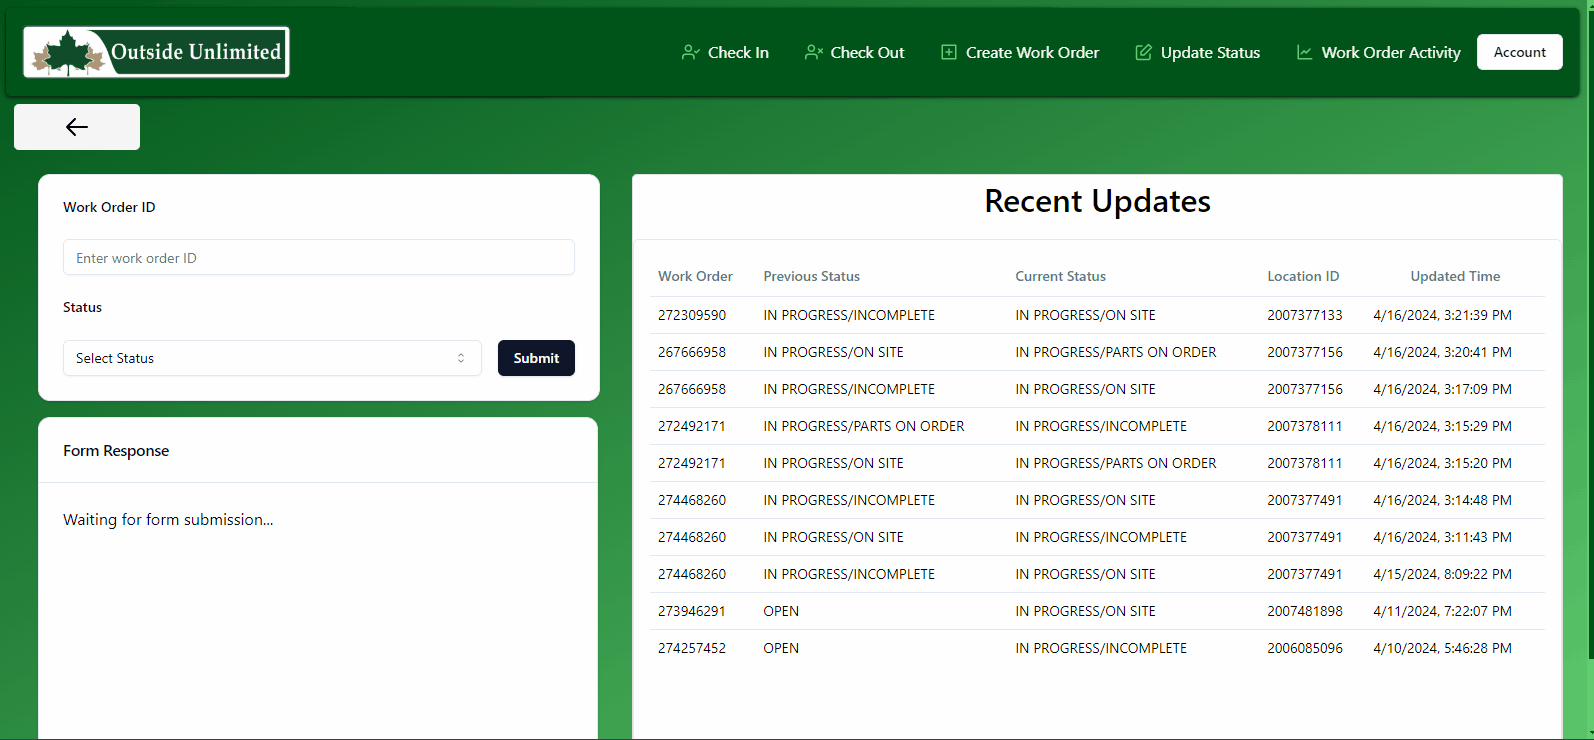 Outside Unlimited
Check In
Check Out
Create Work Order
Update Status
Work Order Activity
Account
Work Order ID
Enter work order ID
Status
Select Status
Submit
Form Response
Waiting for form submission...
Recent Updates
Work Order Previous Status Current Status Location ID Updated Time
272309590 IN PROGRESS/INCOMPLETE IN PROGRESS/ON SITE 2007377133 4/16/2024, 3:21:39 PM
267666958 IN PROGRESS/ON SITE IN PROGRESS/PARTS ON ORDER 2007377156 4/16/2024, 3:20:41 PM
267666958 IN PROGRESS/INCOMPLETE IN PROGRESS/ON SITE 2007377156 4/16/2024, 3:17:09 PM
272492171 IN PROGRESS/PARTS ON ORDER IN PROGRESS/INCOMPLETE 2007378111 4/16/2024, 3:15:29 PM
272492171 IN PROGRESS/ON SITE IN PROGRESS/PARTS ON ORDER 2007378111 4/16/2024, 3:15:20 PM
274468260 IN PROGRESS/INCOMPLETE IN PROGRESS/ON SITE 2007377491 4/16/2024, 3:14:48 PM
274468260 IN PROGRESS/ON SITE IN PROGRESS/INCOMPLETE 2007377491 4/16/2024, 3:11:43 PM
274468260 IN PROGRESS/INCOMPLETE IN PROGRESS/ON SITE 2007377491 4/15/2024, 8:09:22 PM
273946291 OPEN IN PROGRESS/ON SITE 2007481898 4/11/2024, 7:22:07 PM
274257452 OPEN IN PROGRESS/INCOMPLETE 2006085096 4/10/2024, 5:46:28 PM